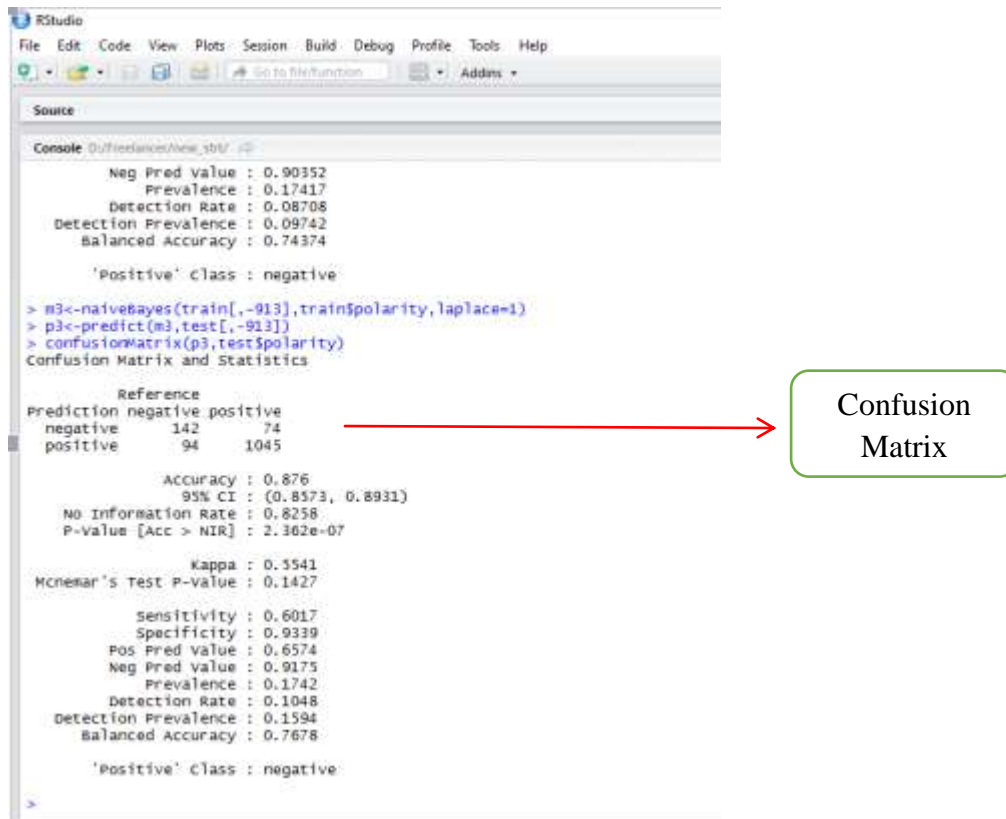 RStudio
File Edit Code View Plots Session Build Debug Profile Tools Help
Go to file/function Addins
Source
Console D:/freelances/new_sbt/
Neg Pred Value : 0.90352
Prevalence : 0.17417
Detection Rate : 0.08708
Detection Prevalence : 0.09742
Balanced Accuracy : 0.74374
'Positive' Class : negative
> m3<-naiveBayes(train[,-913],train$polarity,laplace=1)
> p3<-predict(m3,test[,-913])
> confusionMatrix(p3,test$polarity)
Confusion Matrix and Statistics
Reference
Prediction negative positive
negative 142 74
positive 94 1045
Accuracy : 0.876
95% CI : (0.8573, 0.8931)
No Information Rate : 0.8258
P-Value [Acc > NIR] : 2.362e-07
Kappa : 0.5541
Mcnemar's Test P-Value : 0.1427
Sensitivity : 0.6017
Specificity : 0.9339
Pos Pred Value : 0.6574
Neg Pred Value : 0.9175
Prevalence : 0.1742
Detection Rate : 0.1048
Detection Prevalence : 0.1594
Balanced Accuracy : 0.7678
'Positive' Class : negative
>
Confusion
Matrix